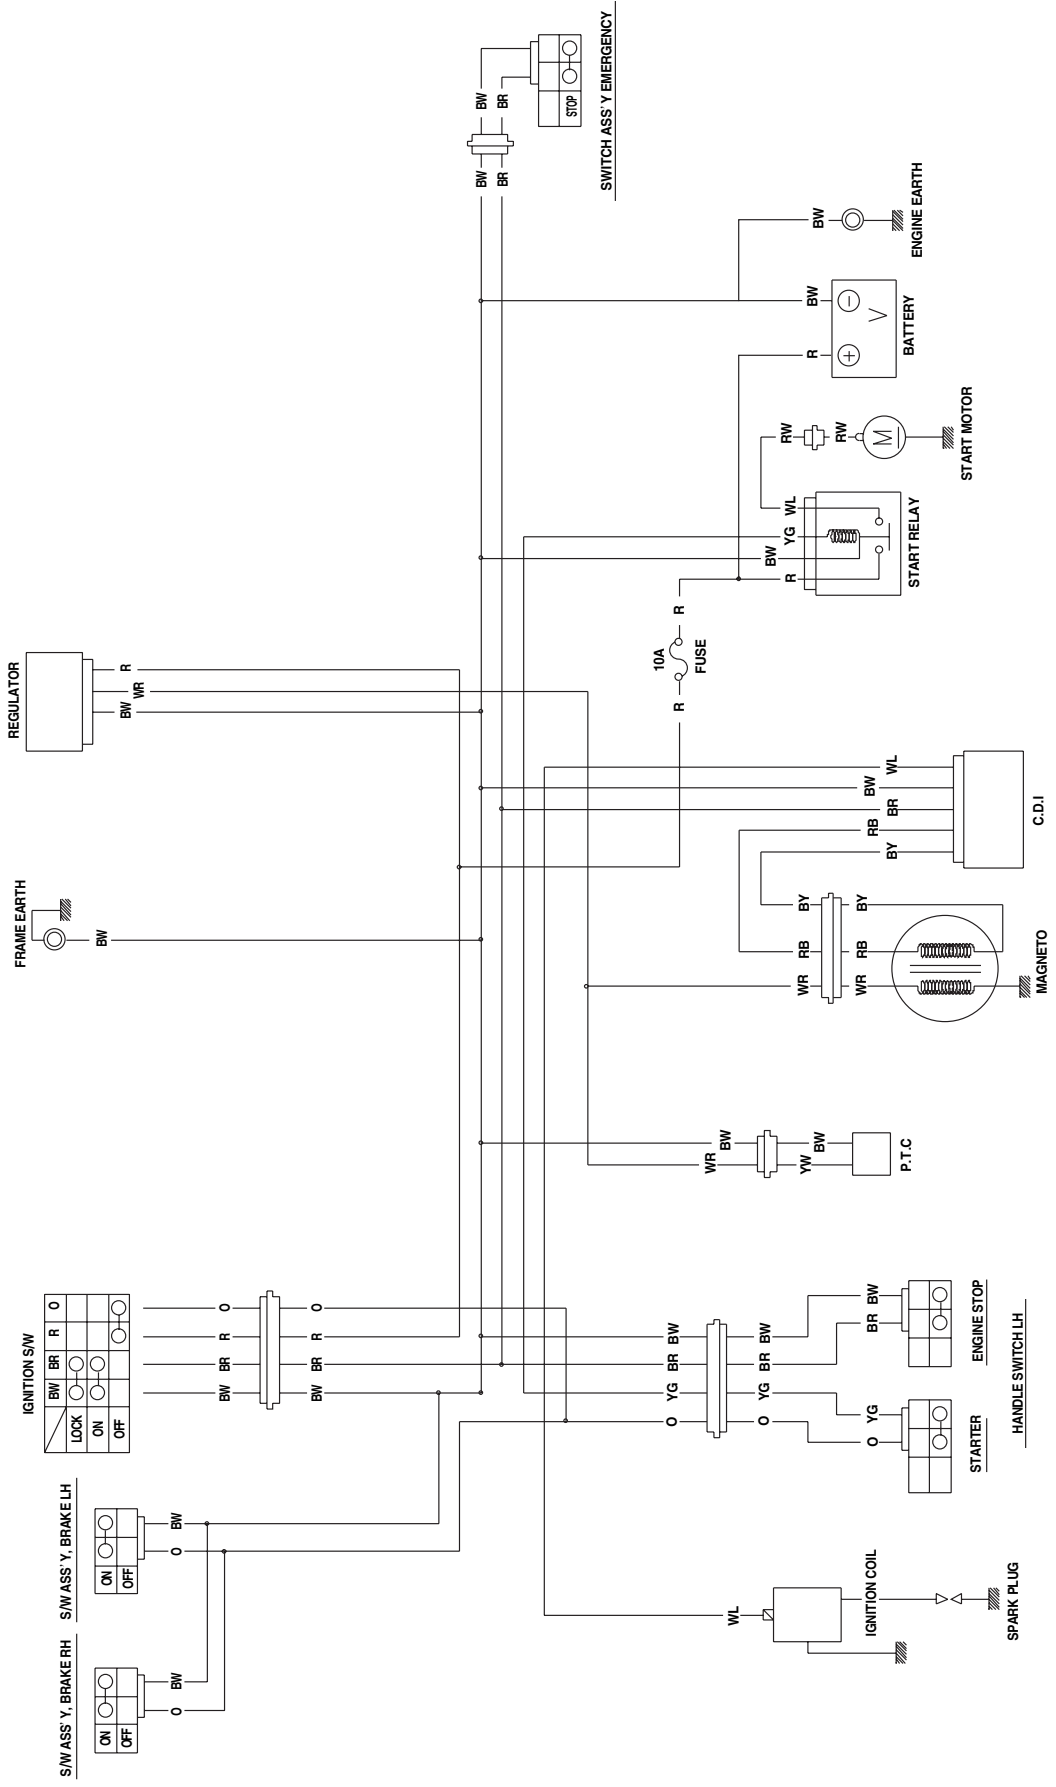 SWITCH ASS'Y EMERGENCY
STOP
BW
BR
BW
BR
ENGINE EARTH
BW
BATTERY
BW
R
V
START MOTOR
RW
RW
M
START RELAY
WL
YG
BW
R
10A
FUSE
R
R
REGULATOR
R
WR
BW
C.D.I
WL
BW
BR
RB
BY
FRAME EARTH
BW
MAGNETO
BY
RB
WR
BY
RB
WR
P.T.C
BW
WR
BW
YW
IGNITION S/W
BW BR R O
LOCK
ON
OFF
O
R
BR
BW
O
R
BR
BW
BW
BR
YG
O
BW
BR
YG
O
BW
BR
ENGINE STOP
YG
O
STARTER
HANDLE SWITCH LH
S/W ASS'Y, BRAKE LH
ON
OFF
BW
O
S/W ASS'Y, BRAKE RH
ON
OFF
BW
O
WL
IGNITION COIL
SPARK PLUG